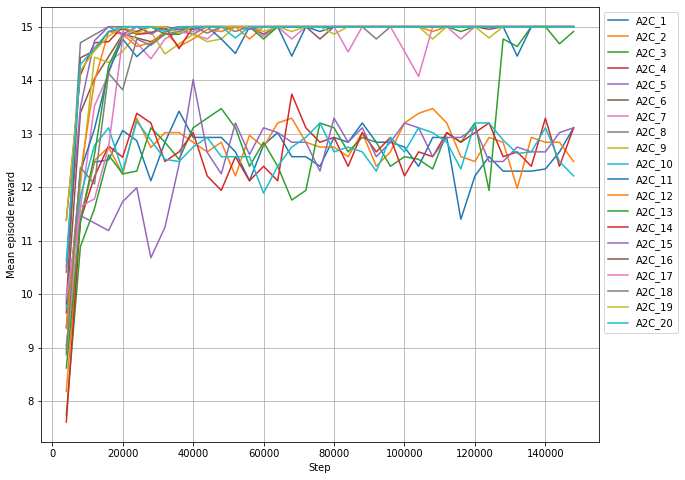 15
14
13
12
11
10
9
8
Mean episode reward
0
20000
40000
60000
80000
100000
120000
140000
Step
A2C_1
A2C_2
A2C_3
A2C_4
A2C_5
A2C_6
A2C_7
A2C_8
A2C_9
A2C_10
A2C_11
A2C_12
A2C_13
A2C_14
A2C_15
A2C_16
A2C_17
A2C_18
A2C_19
A2C_20